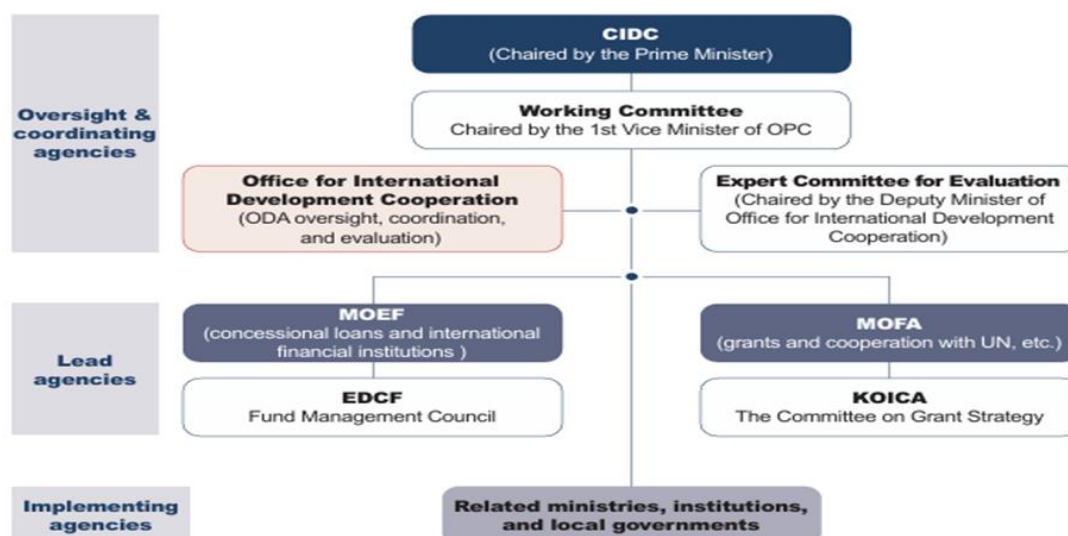 CIDC
(Chaired by the Prime Minister)
Oversight &
coordinating
agencies
Working Committee
Chaired by the 1st Vice Minister of OPC
Office for International
Development Cooperation
(ODA oversight, coordination,
and evaluation)
Expert Committee for Evaluation
(Chaired by the Deputy Minister of
Office for International Development
Cooperation)
Lead
agencies
MOEF
(concessional loans and international
financial institutions )
MOFA
(grants and cooperation with UN, etc.)
EDCF
Fund Management Council
KOICA
The Committee on Grant Strategy
Implementing
agencies
Related ministries, institutions,
and local governments